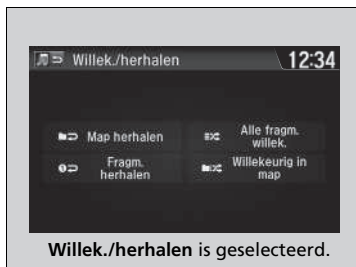 Willek./herhalen
12:34
Map herhalen
Alle fragm.
willek.
Fragm.
herhalen
Willekeurig in
map
Willek./herhalen is geselecteerd.